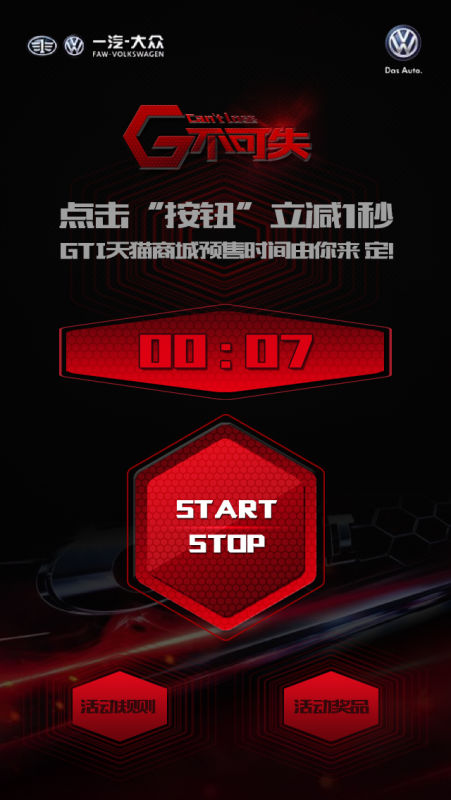 一汽-大众
FAW-VOLKSWAGEN
Das Auto.
Can't lose
G不可失
点击“按钮”立减1秒
GTI天猫商城预售时间由你来 定!
00:07
START
STOP
活动规则
活动奖品